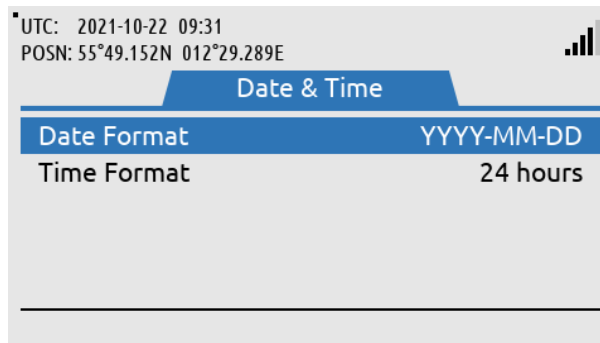 UTC: 2021-10-22 09:31
POSN: 55°49.152N 012°29.289E
Date & Time
Date Format YYYY-MM-DD
Time Format 24 hours